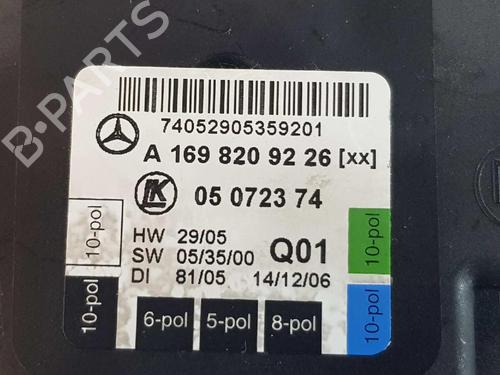 B-PARTS
74052905359201
A 169 820 92 26 [xx]
LK 05 0723 74
HW 29/05
SW 05/35/00 Q01
DI 81/05 14/12/06
10-pol
10-pol
10-pol
10-pol
6-pol 5-pol 8-pol